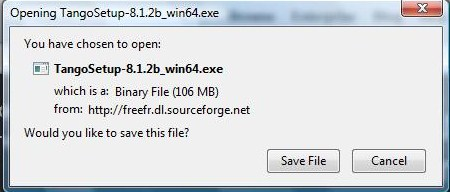 Opening TangoSetup-8.1.2b_win64.exe
You have chosen to open:
TangoSetup-8.1.2b_win64.exe
which is a: Binary File (106 MB)
from: http://freefr.dl.sourceforge.net
Would you like to save this file?
Save File Cancel